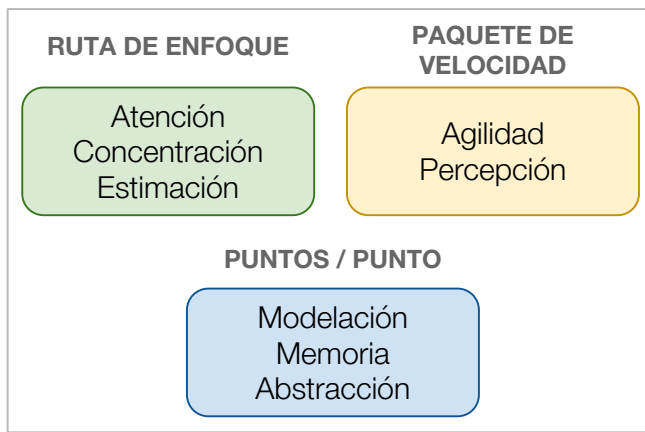 RUTA DE ENFOQUE
Atención
Concentración
Estimación
PAQUETE DE
VELOCIDAD
Agilidad
Percepción
PUNTOS / PUNTO
Modelación
Memoria
Abstracción